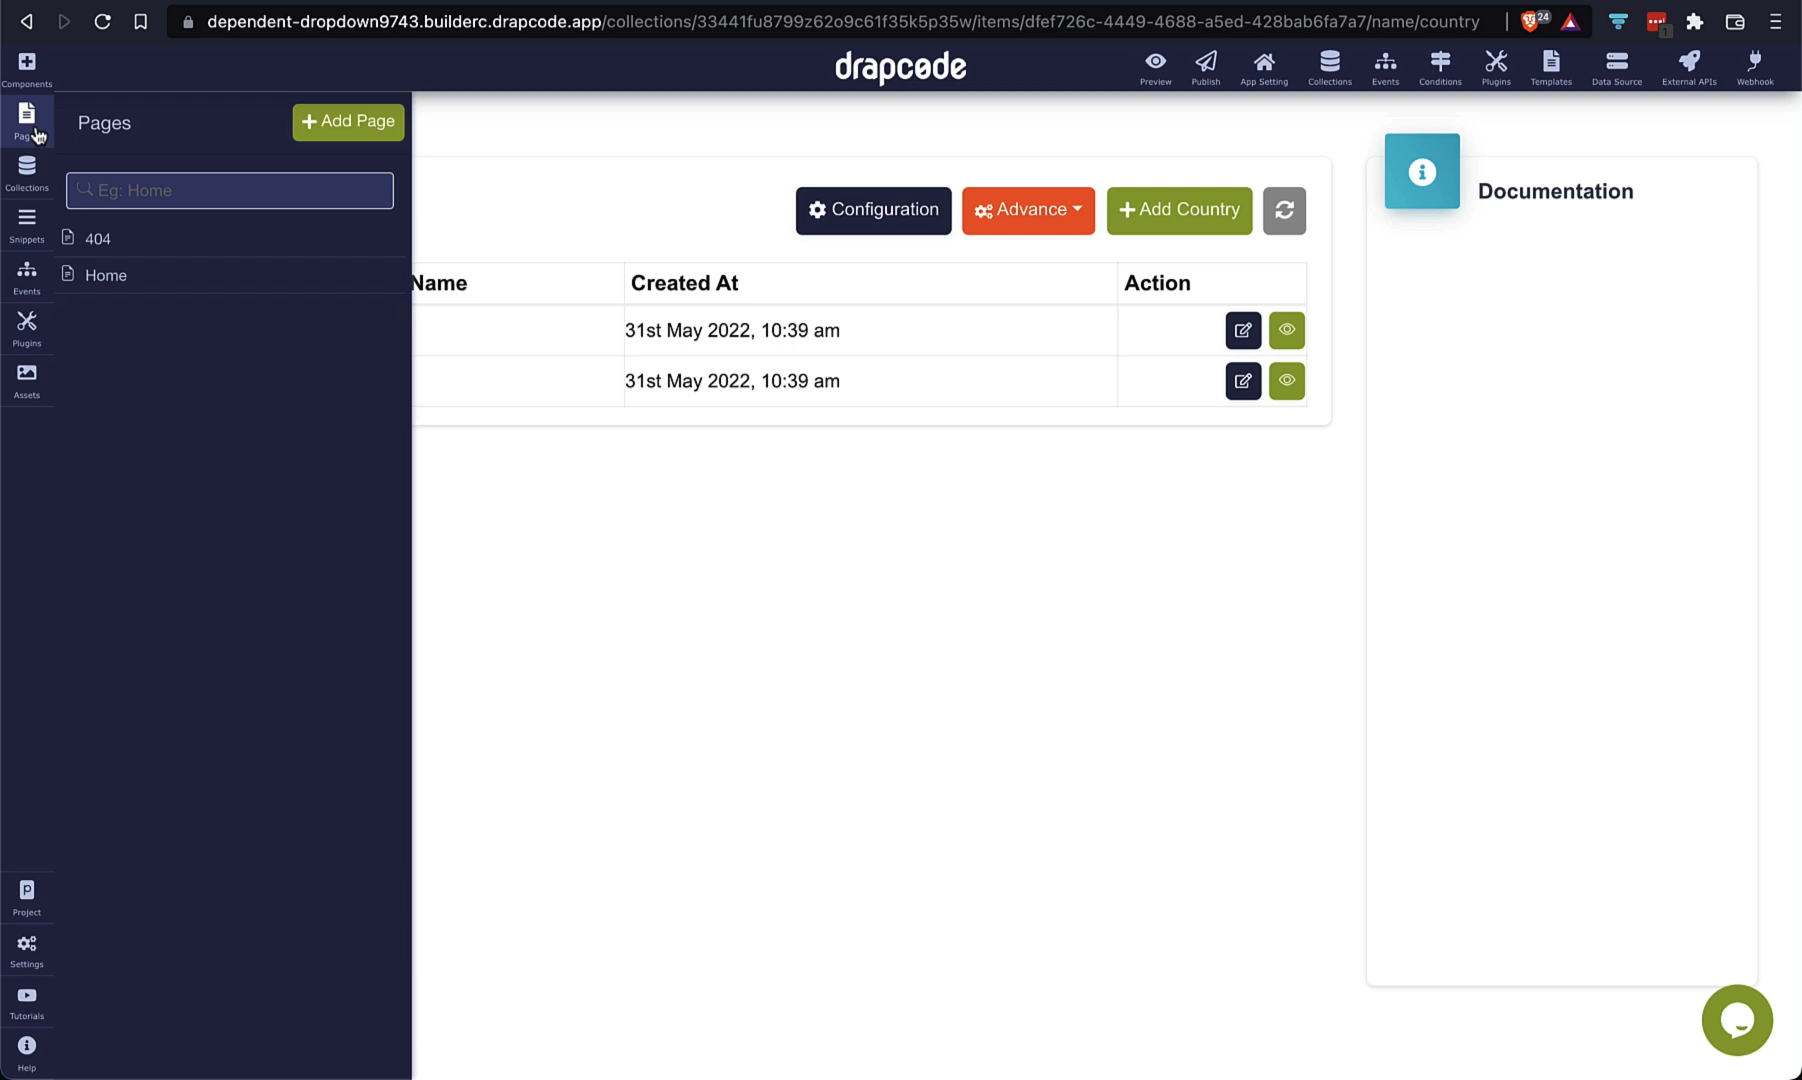 dependent-dropdown9743.builderc.drapcode.app/collections/33441fu8799z62o9c61f35k5p35w/items/dfef726c-4449-4688-a5ed-428bab6fa7a7/name/country
24
1
drapcode
Preview
Publish
App Setting
Collections
Events
Conditions
Plugins
Templates
Data Source
External APIs
Webhook
Components
Pag
Collections
Snippets
Events
Plugins
Assets
Project
Settings
Tutorials
Help
Pages
+ Add Page
Eg: Home
404
Home
Configuration
Advance
+ Add Country
Name
Created At
Action
31st May 2022, 10:39 am
31st May 2022, 10:39 am
Documentation